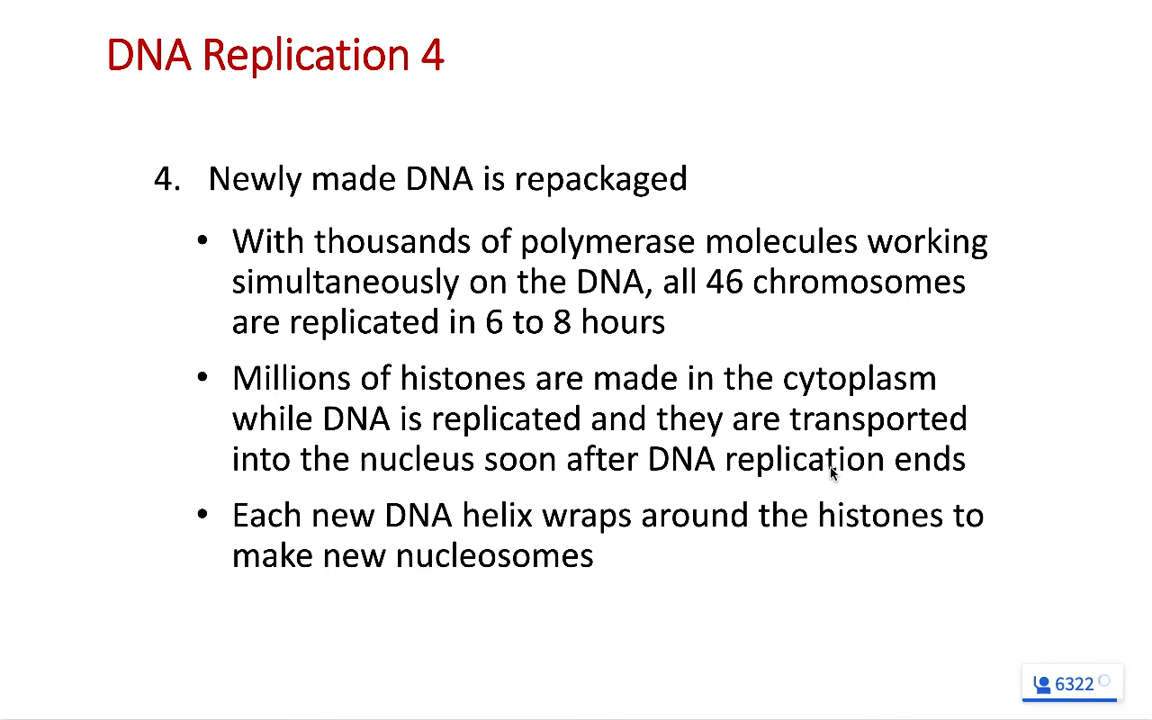 DNA Replication 4
4. Newly made DNA is repackaged
• With thousands of polymerase molecules working
simultaneously on the DNA, all 46 chromosomes
are replicated in 6 to 8 hours
• Millions of histones are made in the cytoplasm
while DNA is replicated and they are transported
into the nucleus soon after DNA replication ends
• Each new DNA helix wraps around the histones to
make new nucleosomes
6322